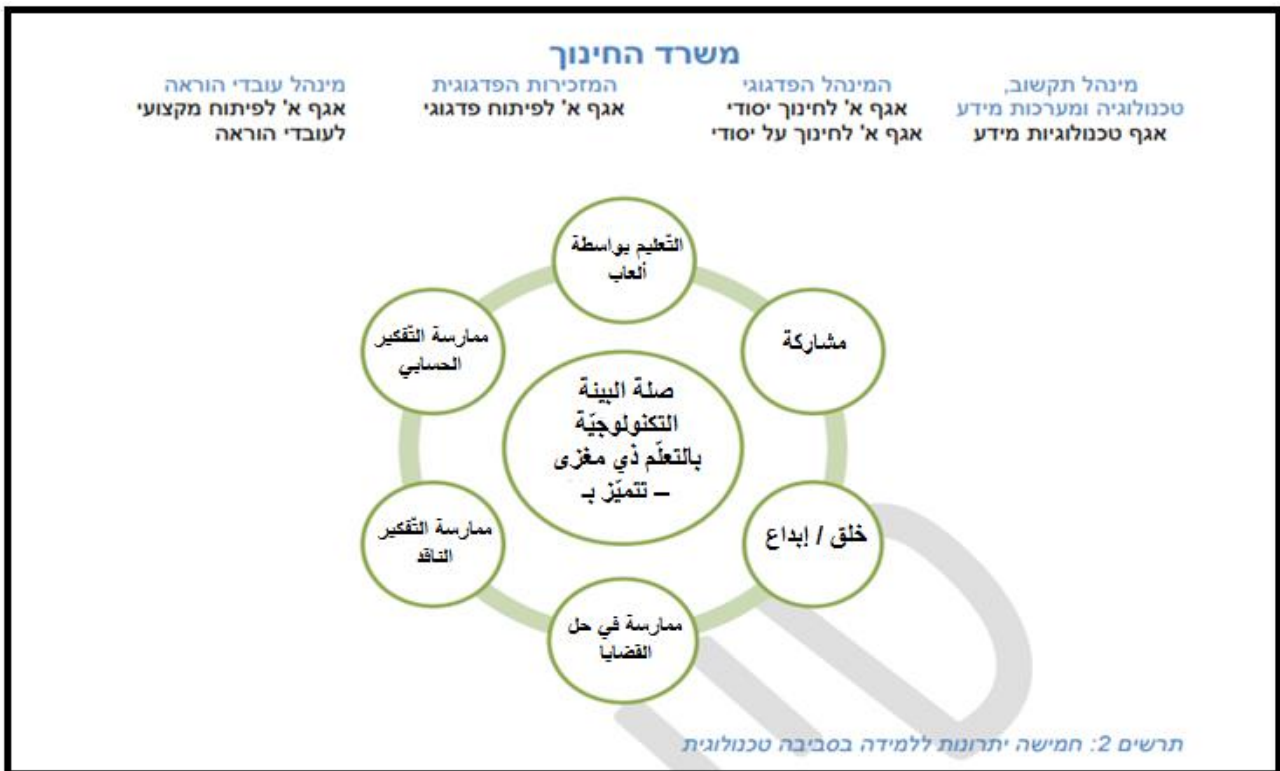 משרד החינוך
מינהל תקשוב,
טכנולוגיה ומערכות מידע
אגף טכנולוגיות מידע
המינהל הפדגוגי
אגף א' לחינוך יסודי
אגף א' לחינוך על יסודי
המזכירות הפדגוגית
אגף א' לפיתוח פדגוגי
מינהל עובדי הוראה
אגף א' לפיתוח מקצועי
לעובדי הוראה
التّعليم بواسطة
ألعاب
مشاركة
خلق / إبداع
ممارسة في حل
القضايا
ممارسة التّفكير
الناقد
ممارسة التّفكير
الحسابي
صلة البيئة
التكنولوجيّة
بالتعلّم ذي مغزى
– تتميّز بـ
תרשים 2: חמישה יתרונות ללמידה בסביבה טכנולוגית